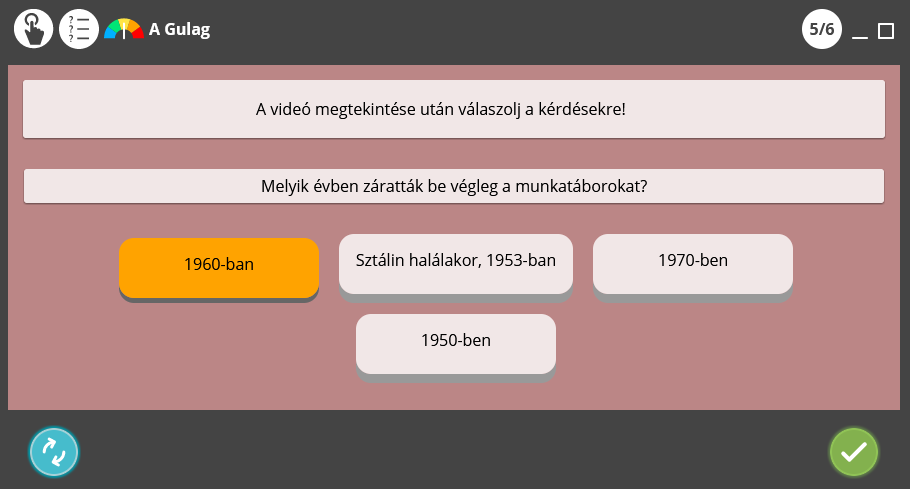 A Gulag
5/6
A videó megtekintése után válaszolj a kérdésekre!
Melyik évben záratták be végleg a munkatáborokat?
1960-ban
Sztálin halálakor, 1953-ban
1970-ben
1950-ben